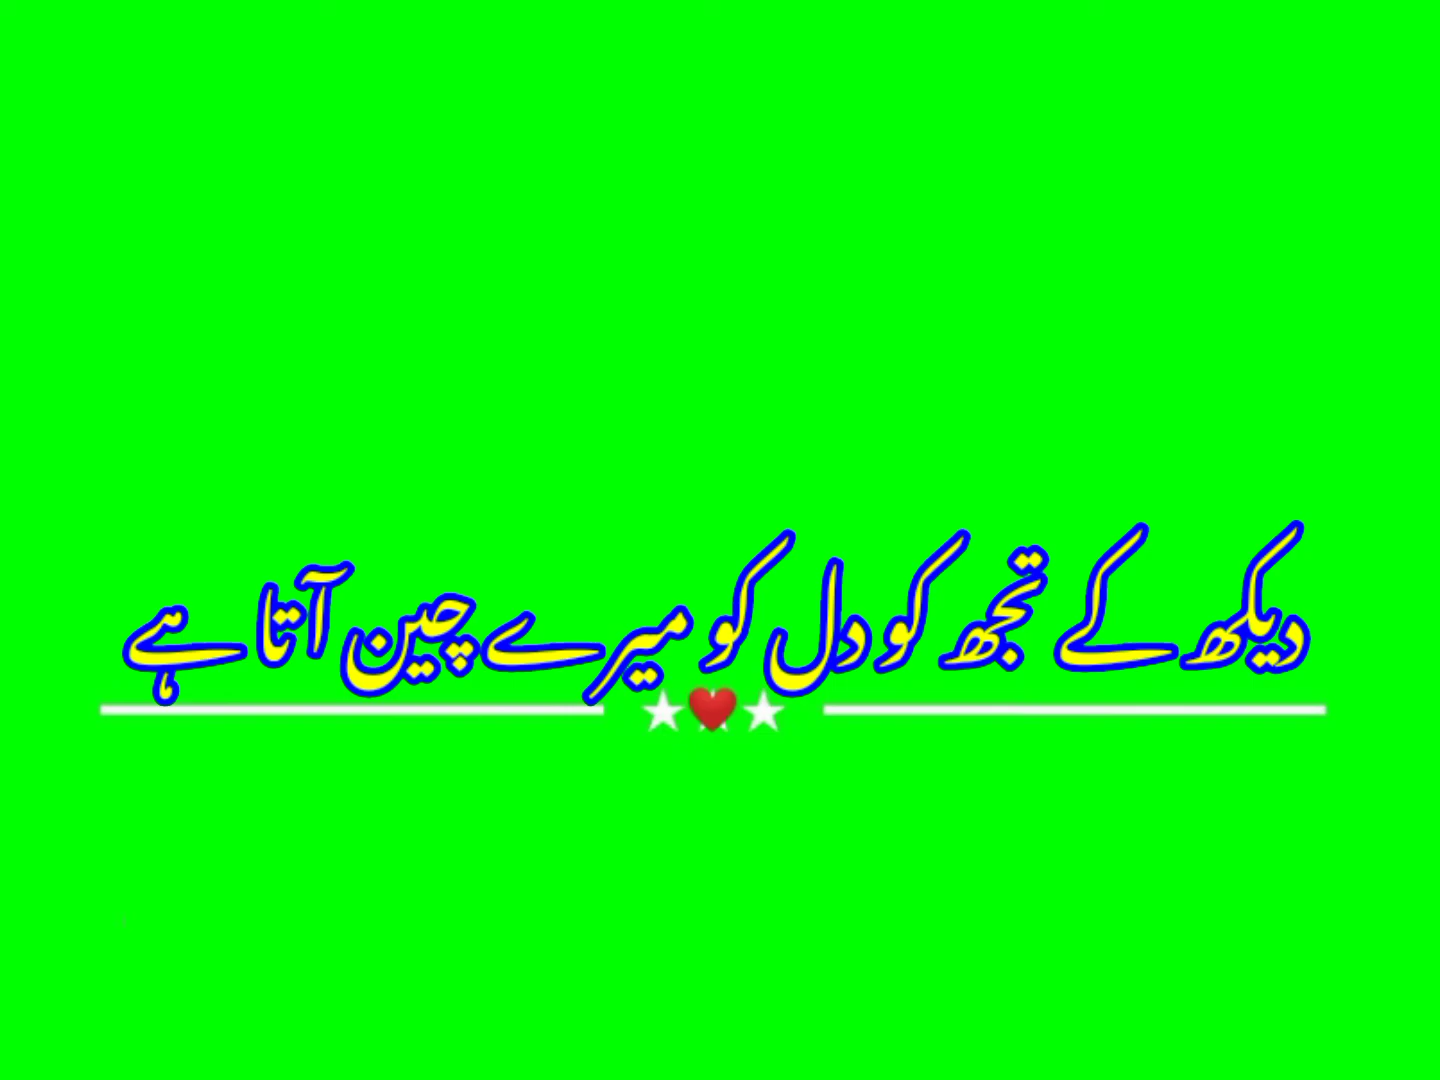 دیکھ کے تجھ کو دل کو میرے چین آتا ہے